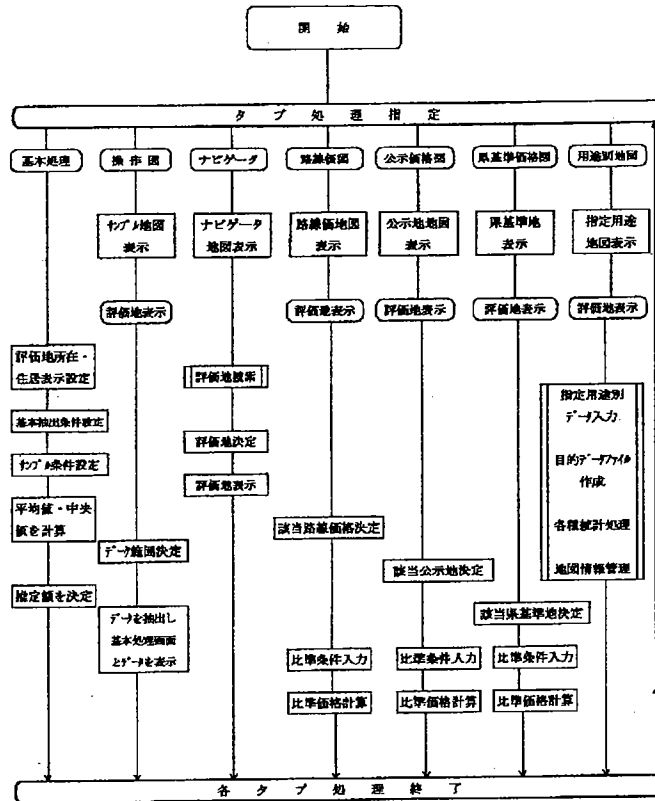 開始
タブ処理指定
基本処理
操作図
ナビゲータ
路線価図
公示価格図
県基準価格図
用途別地図
サンプル地図
表示
ナビゲータ
地図表示
路線価地図
表示
公示地地図
表示
県基準地
表示
指定用途
地図表示
評価地表示
評価地表示
評価地表示
評価地表示
評価地表示
評価地所在・
住居表示設定
評価地検索
指定用途別
データ入力
基本抽出条件設定
評価地決定
目的データファイル
作成
サンプル条件設定
評価地表示
平均値・中央
値を計算
該当路線価格決定
各種統計処理
データ範囲決定
該当公示地決定
地図情報管理
推定額を決定
データを抽出し
基本処理画面
とデータを表示
該当県基準地決定
比準条件入力
比準条件入力
比準条件入力
比準価格計算
比準価格計算
比準価格計算
各タブ処理終了